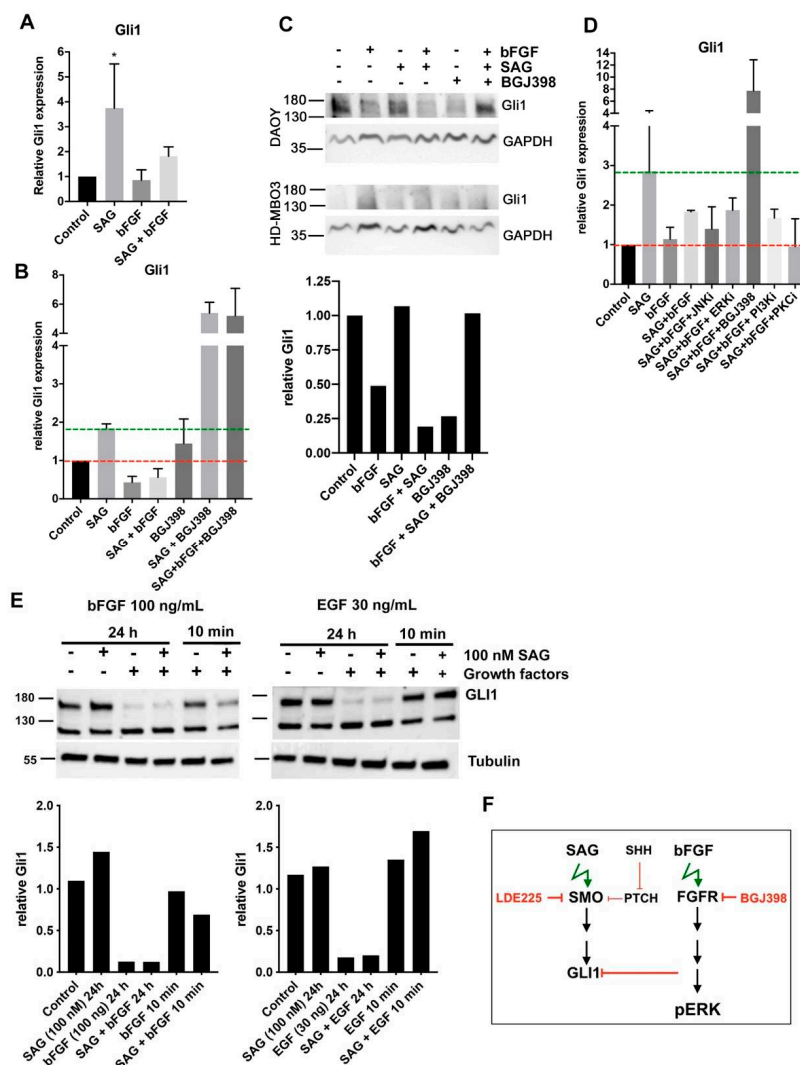 A
Gli1
Relative Gli1 expression
6
5
4
3
2
1
0
*
Control
SAG
bFGF
SAG + bFGF
B
Gli1
relative Gli1 expression
8
6
4
3
2
1
0
Control
SAG
bFGF
SAG + bFGF
BGJ398
SAG + BGJ398
SAG+bFGF+BGJ398
C
- + - + - + bFGF
- - + + - + SAG
- - - - + + BGJ398
DAOY
180
130
Gli1
35
GAPDH
HD-MBO3
180
130
Gli1
35
GAPDH
relative Gli1
1.25
1.00
0.75
0.50
0.25
0.00
Control
bFGF
SAG
bFGF + SAG
BGJ398
bFGF + SAG + BGJ398
D
Gli1
relative Gli1 expression
14
12
10
8
6
4
3
2
1
0
Control
SAG
bFGF
SAG+bFGF
SAG+bFGF+JNKi
SAG+bFGF+ ERKi
SAG+bFGF+BGJ398
SAG+bFGF+ PI3Ki
SAG+bFGF+PKCi
E
bFGF 100 ng/mL
EGF 30 ng/mL
24 h
10 min
24 h
10 min
- + - + - + - + - + - + 100 nM SAG
- - + + + + - - + + + + Growth factors
180
130
GLI1
55
Tubulin
relative Gli1
2.0
1.5
1.0
0.5
0.0
Control
SAG (100 nM) 24h
bFGF (100 ng) 24 h
SAG + bFGF 24 h
bFGF 10 min
SAG + bFGF 10 min
relative Gli1
2.0
1.5
1.0
0.5
0.0
Control
SAG (100 nM) 24h
EGF (30 ng) 24 h
SAG + EGF 24 h
EGF 10 min
SAG + EGF 10 min
F
SAG
SHH
bFGF
LDE225
SMO
PTCH
FGFR
BGJ398
GLI1
pERK